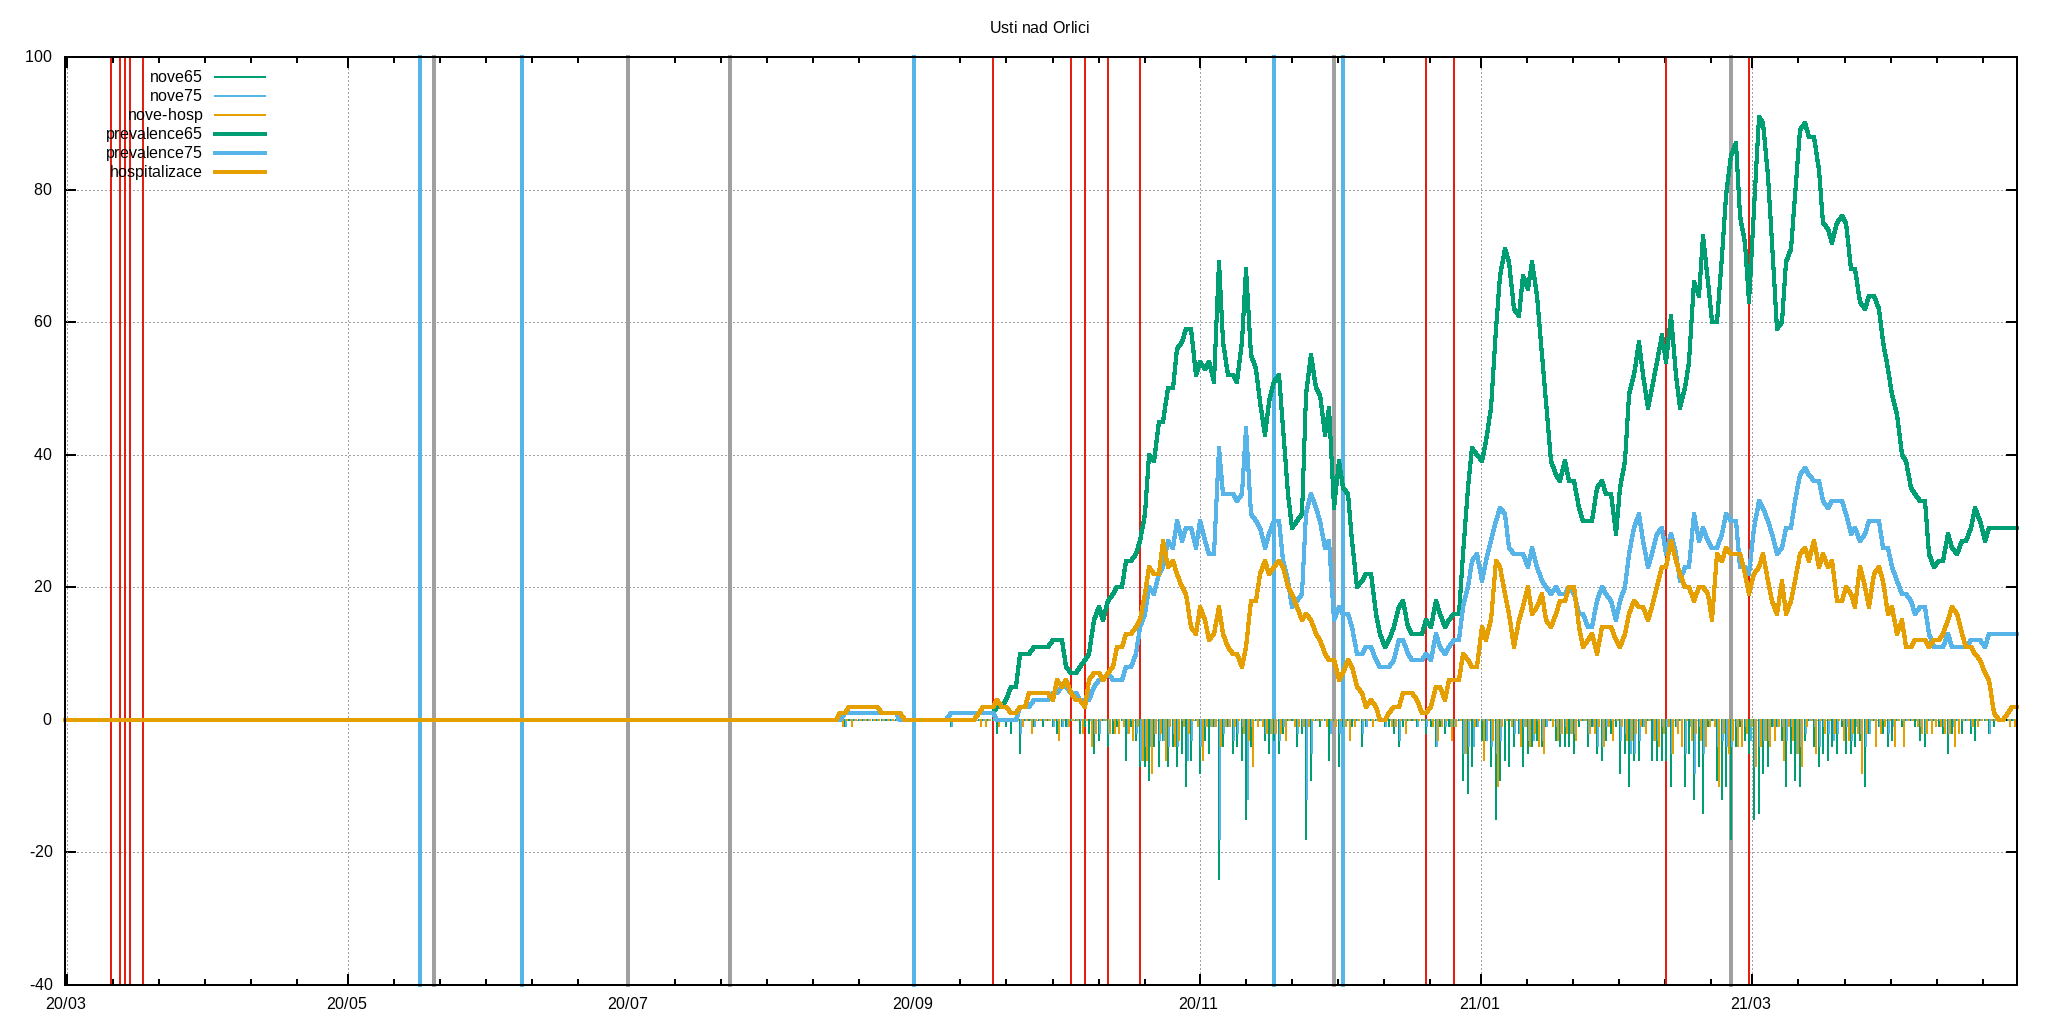 Usti nad Orlici
100
nove65
nove75
nove-hosp
prevalence65
prevalence75
hospitalizace
80
60
40
20
0
-20
-40
20/03 20/05 20/07 20/09 20/11 21/01 21/03